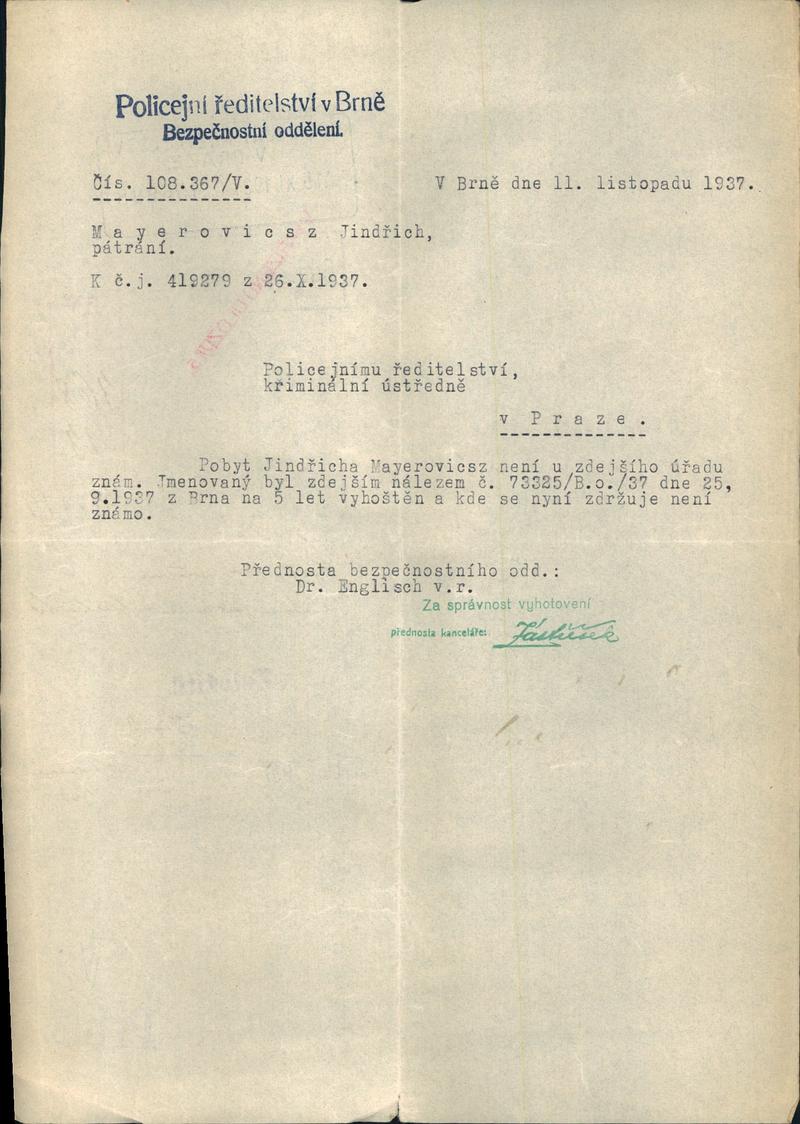 Policejní ředitelství v Brně
Bezpečnostní oddělení.
Čís. 108.367/V.
V Brně dne 11. listopadu 1937.
M a y e r o v i c s z Jindřich,
pátrání.
K č.j. 419279 z 26.X.1937.
Policejnímu ředitelství,
kriminální ústředně
v P r a z e .
Pobyt Jindřicha Mayerovicsz není u zdejšího úřadu
znám. Jmenovaný byl zdejším nálezem č. 73325/B.o./37 dne 25,
9.1937 z Brna na 5 let vyhoštěn a kde se nyní zdržuje není
známo.
Přednosta bezpečnostního odd.:
Dr. Englisch v.r.
Za správnost vyhotovení
přednosta kanceláře: